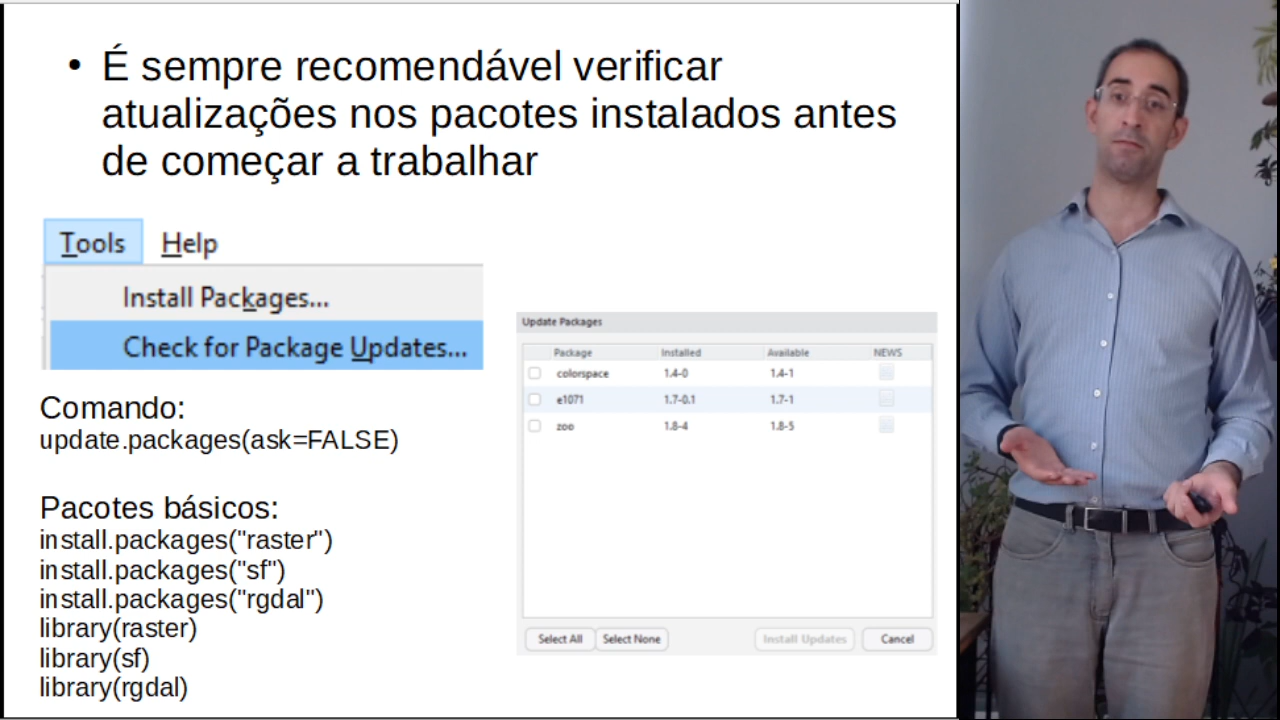 • É sempre recomendável verificar
atualizações nos pacotes instalados antes
de começar a trabalhar
Tools Help
Install Packages...
Check for Package Updates...
Update Packages
Package Installed Available NEWS
colorspace 1.4-0 1.4-1
e1071 1.7-0.1 1.7-1
zoo 1.8-4 1.8-5
Select All Select None Install Updates Cancel
Comando:
update.packages(ask=FALSE)
Pacotes básicos:
install.packages("raster")
install.packages("sf")
install.packages("rgdal")
library(raster)
library(sf)
library(rgdal)